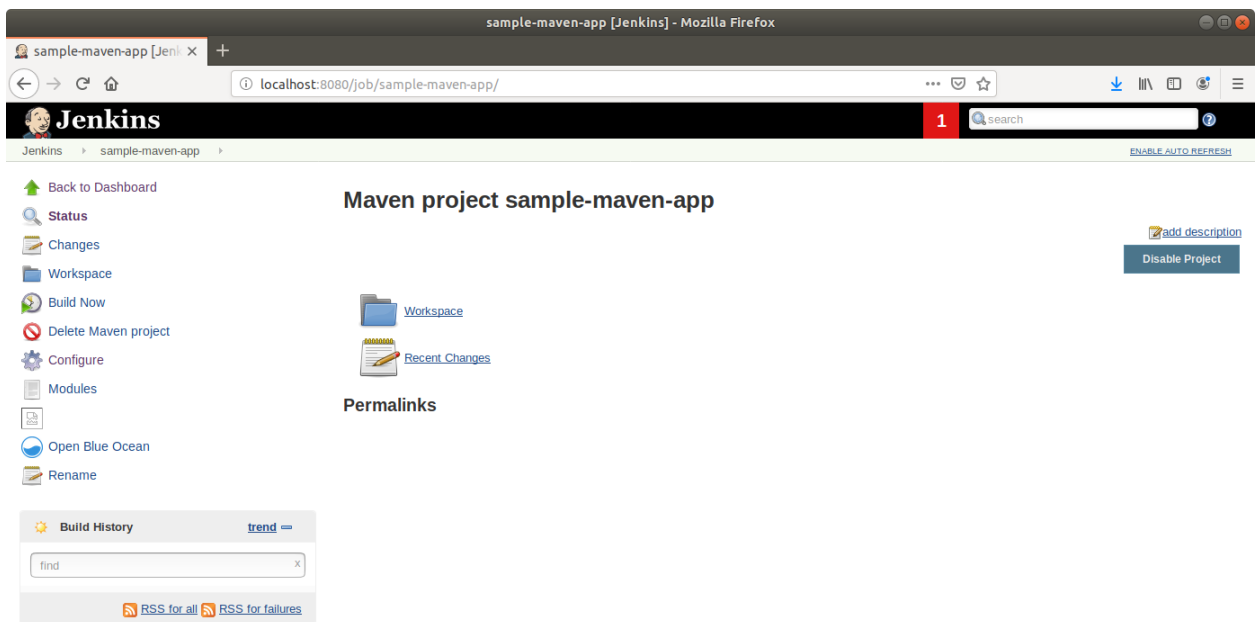 sample-maven-app [Jenkins] - Mozilla Firefox
sample-maven-app [Jenk
localhost:8080/job/sample-maven-app/
Jenkins
1
search
Jenkins
sample-maven-app
ENABLE AUTO REFRESH
Back to Dashboard
Status
Changes
Workspace
Build Now
Delete Maven project
Configure
Modules
Open Blue Ocean
Rename
Maven project sample-maven-app
add description
Disable Project
Workspace
Recent Changes
Permalinks
Build History
trend
find
x
RSS for all RSS for failures